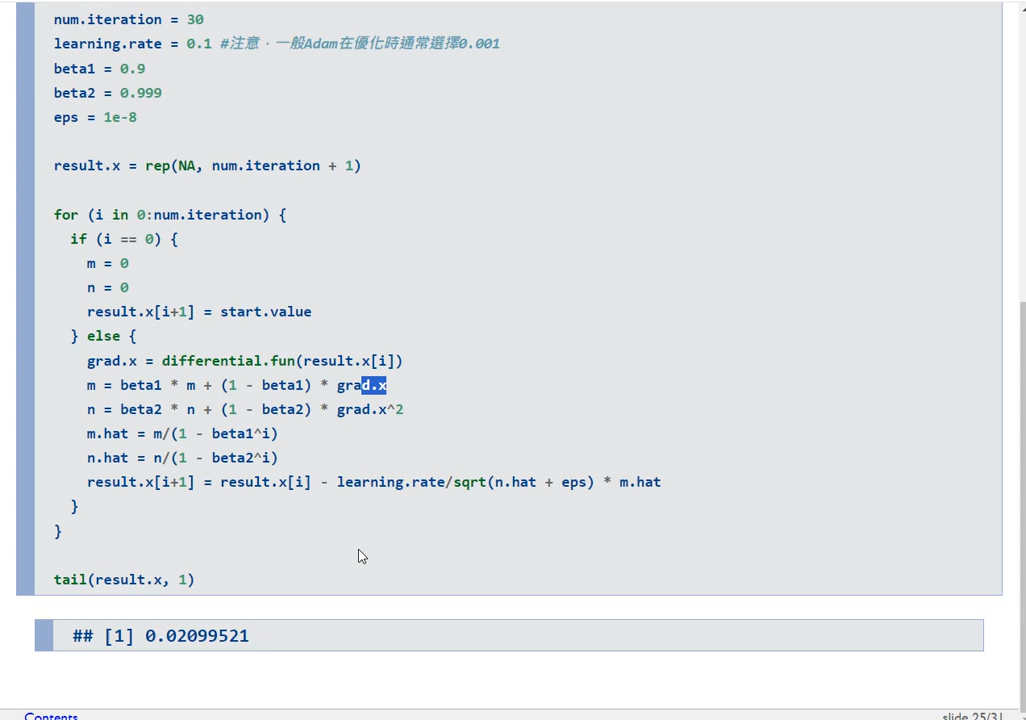 num.iteration = 30
learning.rate = 0.1 #注意，一般Adam在優化時通常選擇0.001
beta1 = 0.9
beta2 = 0.999
eps = 1e-8
result.x = rep(NA, num.iteration + 1)
for (i in 0:num.iteration) {
if (i == 0) {
m = 0
n = 0
result.x[i+1] = start.value
} else {
grad.x = differential.fun(result.x[i])
m = beta1 * m + (1 - beta1) * grad.x
n = beta2 * n + (1 - beta2) * grad.x^2
m.hat = m/(1 - beta1^i)
n.hat = n/(1 - beta2^i)
result.x[i+1] = result.x[i] - learning.rate/sqrt(n.hat + eps) * m.hat
}
}
tail(result.x, 1)
## [1] 0.02099521
Contents
slide 25/31